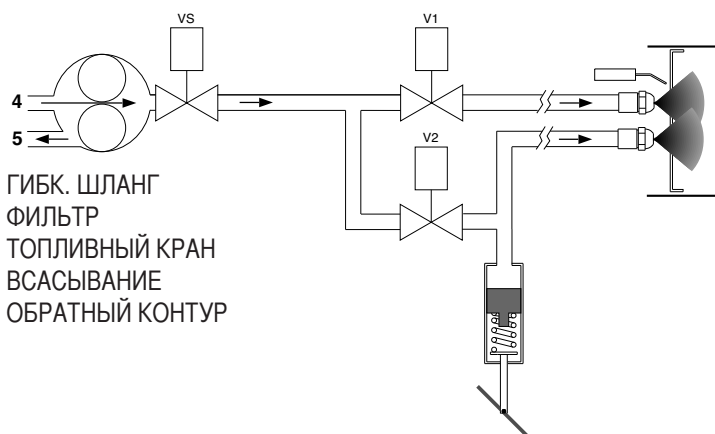 VS
V1
4
5
V2
ГИБК. ШЛАНГ
ФИЛЬТР
ТОПЛИВНЫЙ КРАН
ВСАСЫВАНИЕ
ОБРАТНЫЙ КОНТУР